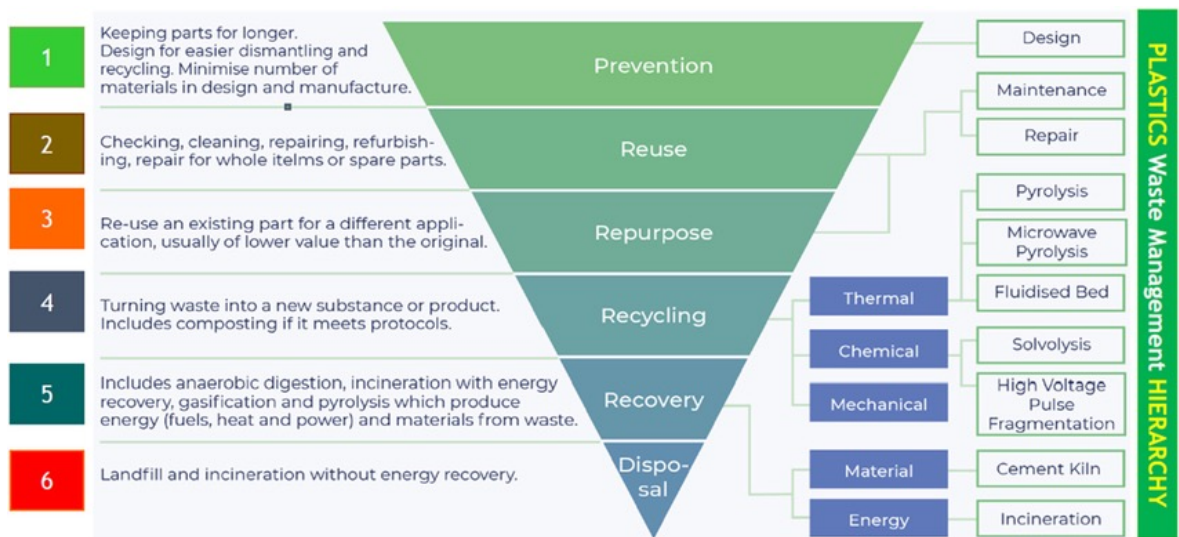 1
Keeping parts for longer.
Design for easier dismantling and
recycling. Minimise number of
materials in design and manufacture.
Prevention
Design
2
Checking, cleaning, repairing, refurbish-
ing, repair for whole itelms or spare parts.
Reuse
Maintenance
Repair
3
Re-use an existing part for a different appli-
cation, usually of lower value than the original.
Repurpose
4
Turning waste into a new substance or product.
Includes composting if it meets protocols.
Recycling
Thermal
Pyrolysis
Microwave
Pyrolysis
Fluidised Bed
Chemical
Solvolysis
High Voltage
Pulse
Fragmentation
Mechanical
5
Includes anaerobic digestion, incineration with energy
recovery, gasification and pyrolysis which produce
energy (fuels, heat and power) and materials from waste.
Recovery
Material
Cement Kiln
Energy
Incineration
6
Landfill and incineration without energy recovery.
Dispo-
sal
PLASTICS Waste Management HIERARCHY